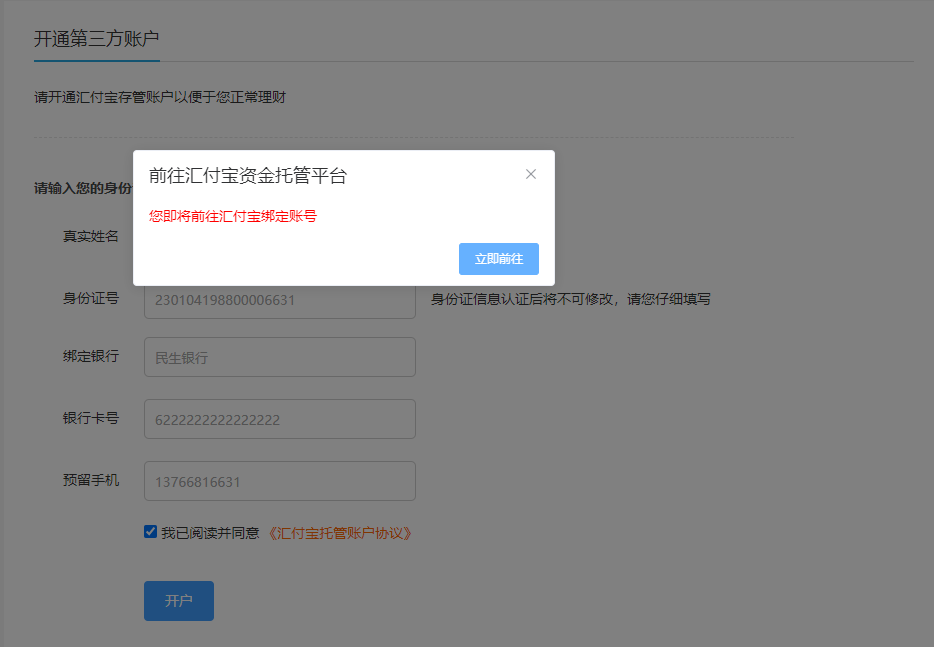 开通第三方账户
请开通汇付宝存管账户以便于您正常理财
前往汇付宝资金托管平台
您即将前往汇付宝绑定账号
立即前往
请输入您的身份
真实姓名
身份证号 230104198800006631 身份证信息认证后将不可修改，请您仔细填写
绑定银行 民生银行
银行卡号 6222222222222222
预留手机 13766816631
我已阅读并同意 《汇付宝托管账户协议》
开户